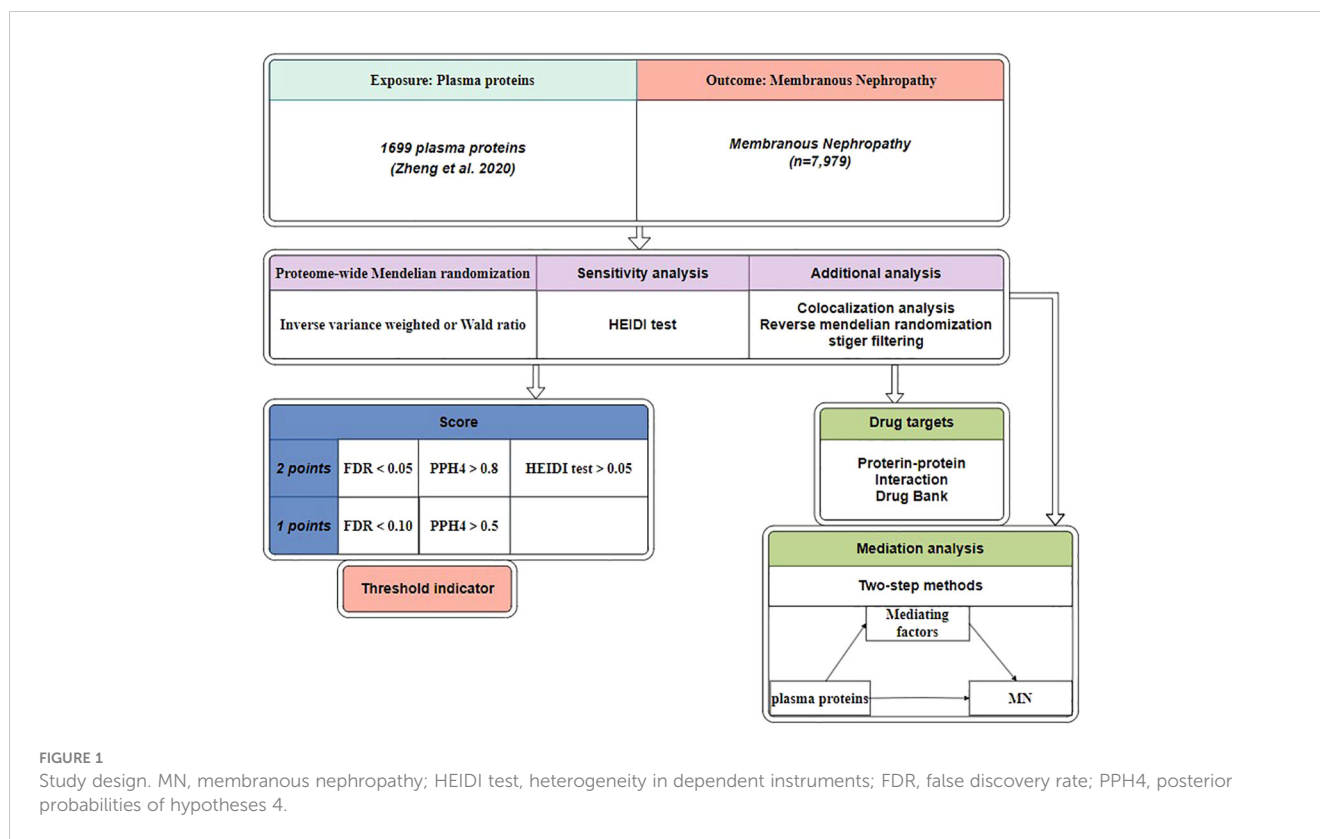 Exposure: Plasma proteins
Outcome: Membranous Nephropathy
1699 plasma proteins
(Zheng et al. 2020)
Membranous Nephropathy
(n=7,979)
Proteome-wide Mendelian randomization
Sensitivity analysis
Additional analysis
Inverse variance weighted or Wald ratio
HEIDI test
Colocalization analysis
Reverse mendelian randomization
stiger filtering
Score
2 points
FDR < 0.05
PPH4 > 0.8
HEIDI test > 0.05
1 points
FDR < 0.10
PPH4 > 0.5
Threshold indicator
Drug targets
Proterin-protein
Interaction
Drug Bank
Mediation analysis
Two-step methods
Mediating
factors
plasma proteins
MN
FIGURE 1
Study design. MN, membranous nephropathy; HEIDI test, heterogeneity in dependent instruments; FDR, false discovery rate; PPH4, posterior
probabilities of hypotheses 4.